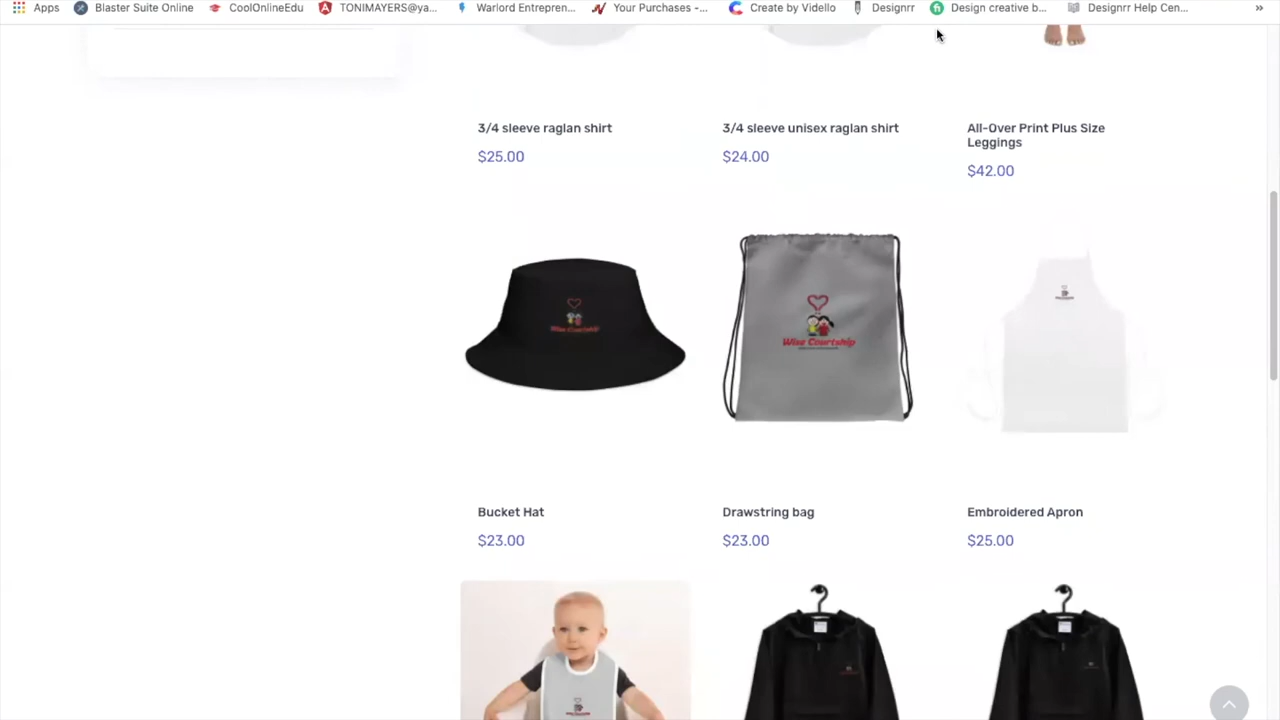 Apps
Blaster Suite Online
CoolOnlineEdu
TONIMAYERS@ya...
Warlord Entrepren...
Your Purchases -...
Create by Vidello
Designrr
Design creative b...
Designrr Help Cen...
»
3/4 sleeve raglan shirt
$25.00
3/4 sleeve unisex raglan shirt
$24.00
All-Over Print Plus Size
Leggings
$42.00
Wise Courtship
Wise Courtship
Bucket Hat
$23.00
Drawstring bag
$23.00
Embroidered Apron
$25.00